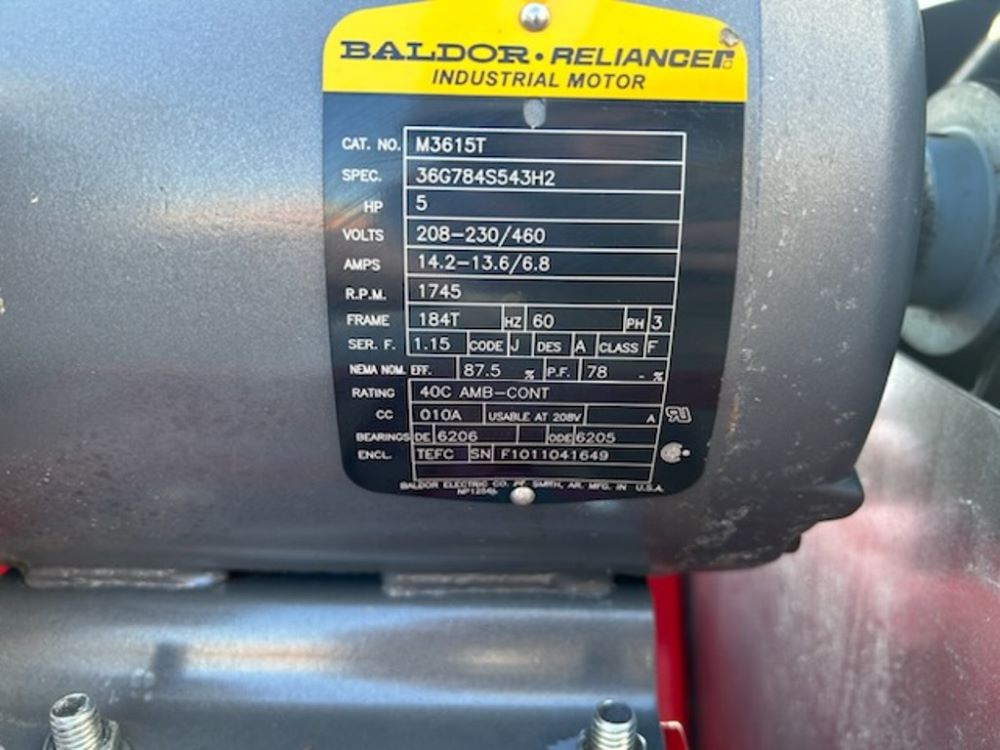 BALDOR • RELIANCER
INDUSTRIAL MOTOR
CAT. NO. M3615T
SPEC. 36G784S543H2
HP 5
VOLTS 208-230/460
AMPS 14.2-13.6/6.8
R.P.M. 1745
FRAME 184T HZ 60 PH 3
SER. F. 1.15 CODE J DES A CLASS F
NEMA NOM. EFF. 87.5 % P.F. 78 %
RATING 40C AMB-CONT
CC 010A USABLE AT 208V A
BEARINGS DE 6206 ODE 6205
ENCL. TEFC SN F1011041649
BALDOR ELECTRIC CO. FT. SMITH, AR. MFG. IN U.S.A.